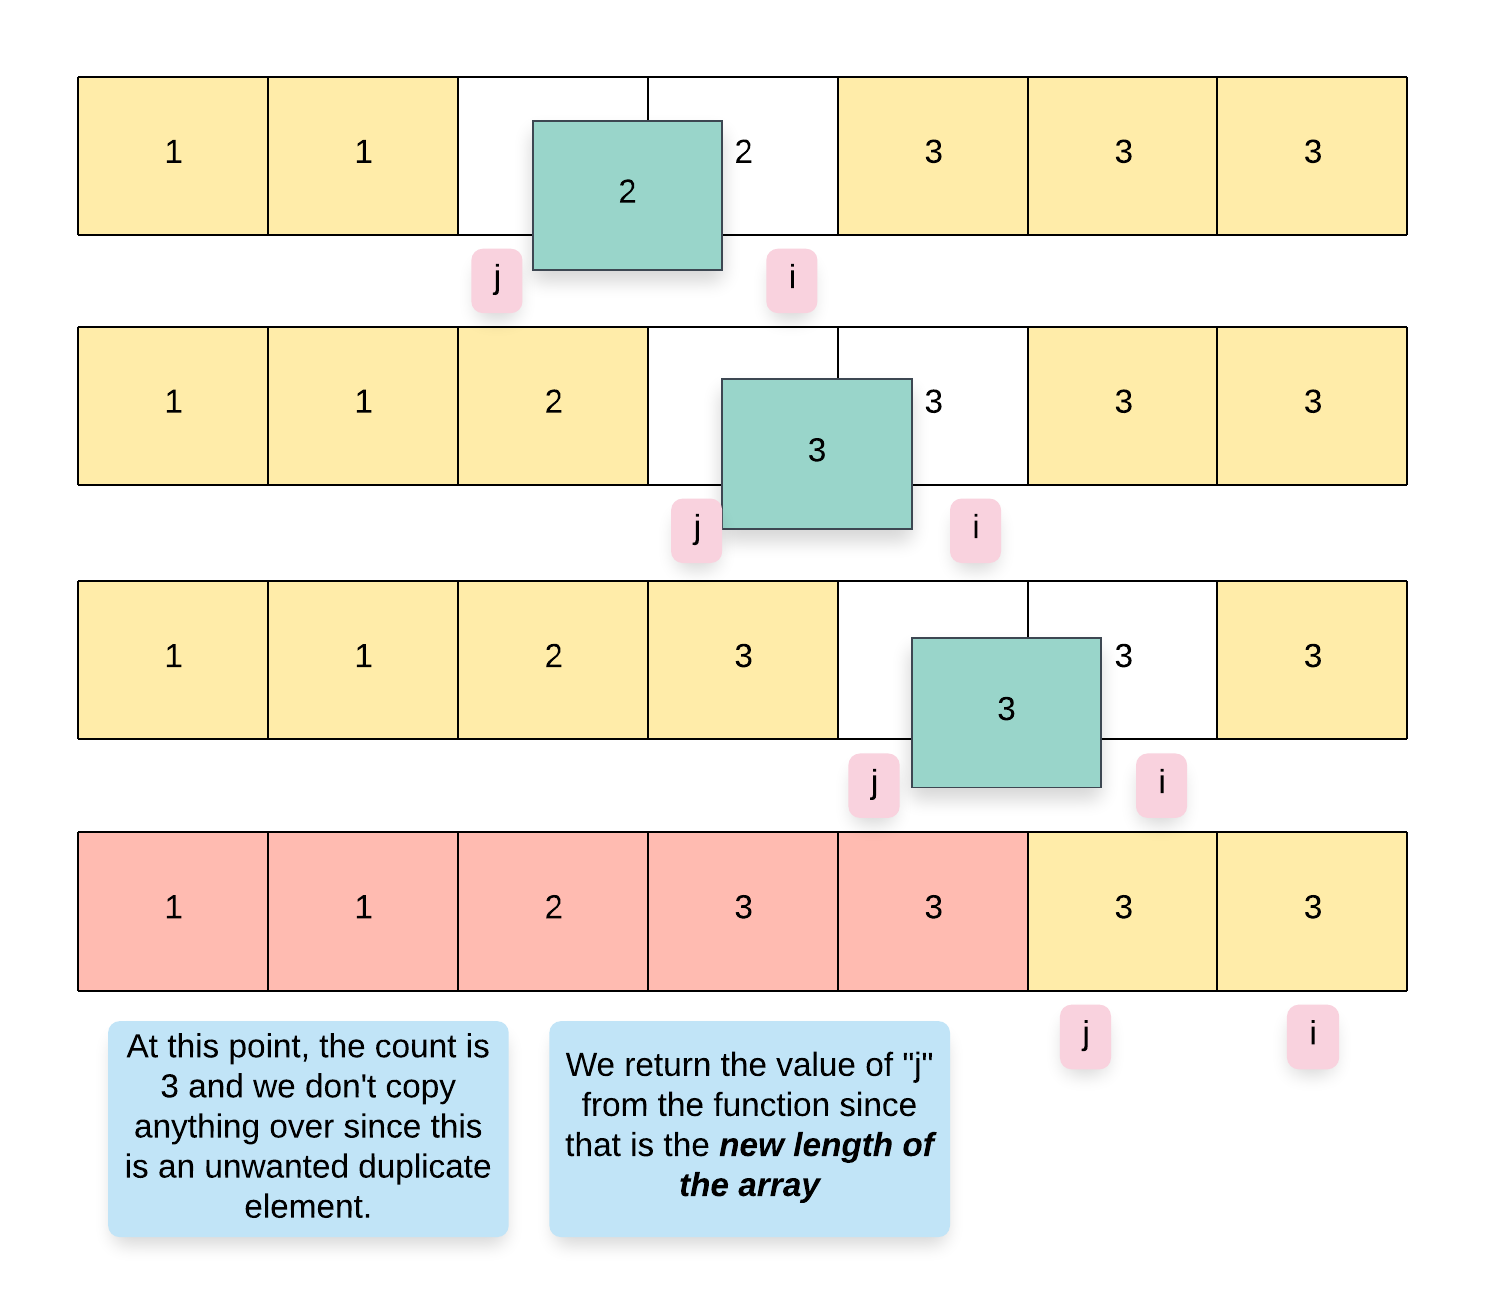 1 1 2 2 3 3 3
j i
1 1 2 3 3 3 3
j i
1 1 2 3 3 3 3
j i
1 1 2 3 3 3 3
j i
At this point, the count is
3 and we don't copy
anything over since this
is an unwanted duplicate
element.
We return the value of "j"
from the function since
that is the new length of
the array